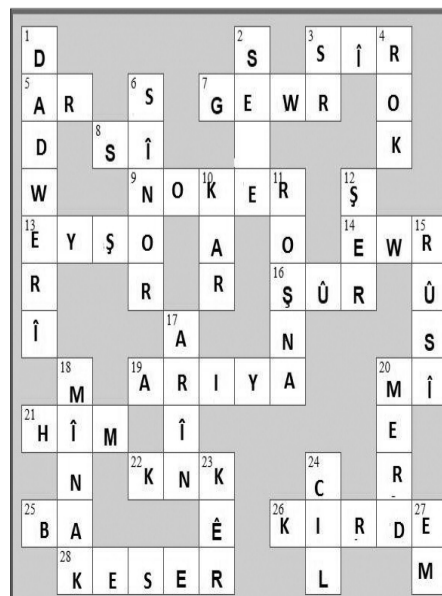 1 D 2 S 3 S Î 4 R
5 A R 6 S 7 G E W R O
D 8 S Î K
W 9 N O 10 K E 11 R 12 Ş
13 E Y Ş O A O 14 E W 15 R
R R R 16 Ş Û R Û
Î 17 A N S
18 M 19 A R I Y A 20 M Î
21 H Î M Î E
N 22 K N 23 K 24 C R
25 B A Ê 26 K I R D 27 E
28 K E S E R L M